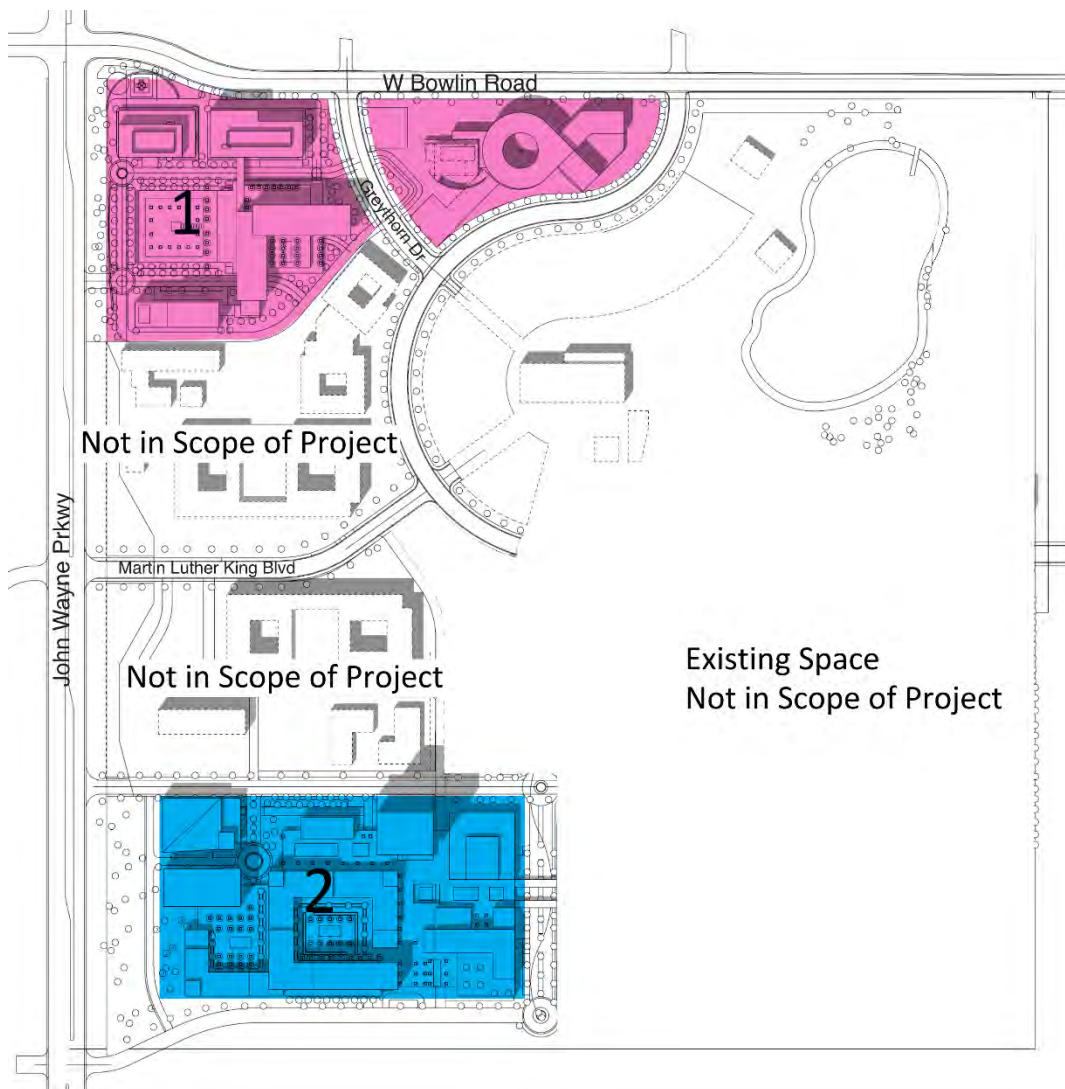 W Bowlin Road
1
Greythorn Dr
Not in Scope of Project
John Wayne Prkwy
Martin Luther King Blvd
Not in Scope of Project
Existing Space
Not in Scope of Project
2